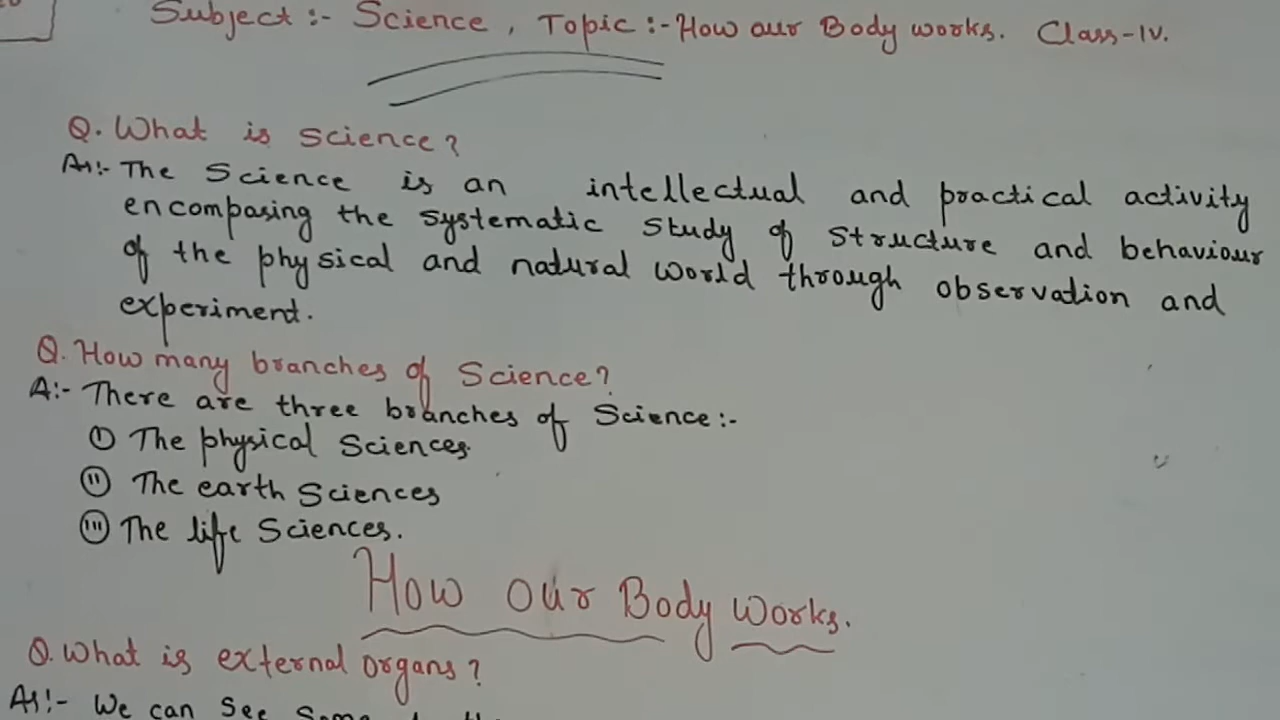 Subject :- Science , Topic :- How our Body works. Class-IV.
Q. What is science?
As:- The Science is an intellectual and practical activity
encompasing the systematic study of structure and behaviour
of the physical and natural world through observation and
experiment.
Q. How many branches of Science?
A:- There are three branches of Science:-
(i) The physical Sciences.
(ii) The earth Sciences
(iii) The life Sciences.
How our Body works.
Q. What is external organs?
As:- We can see some